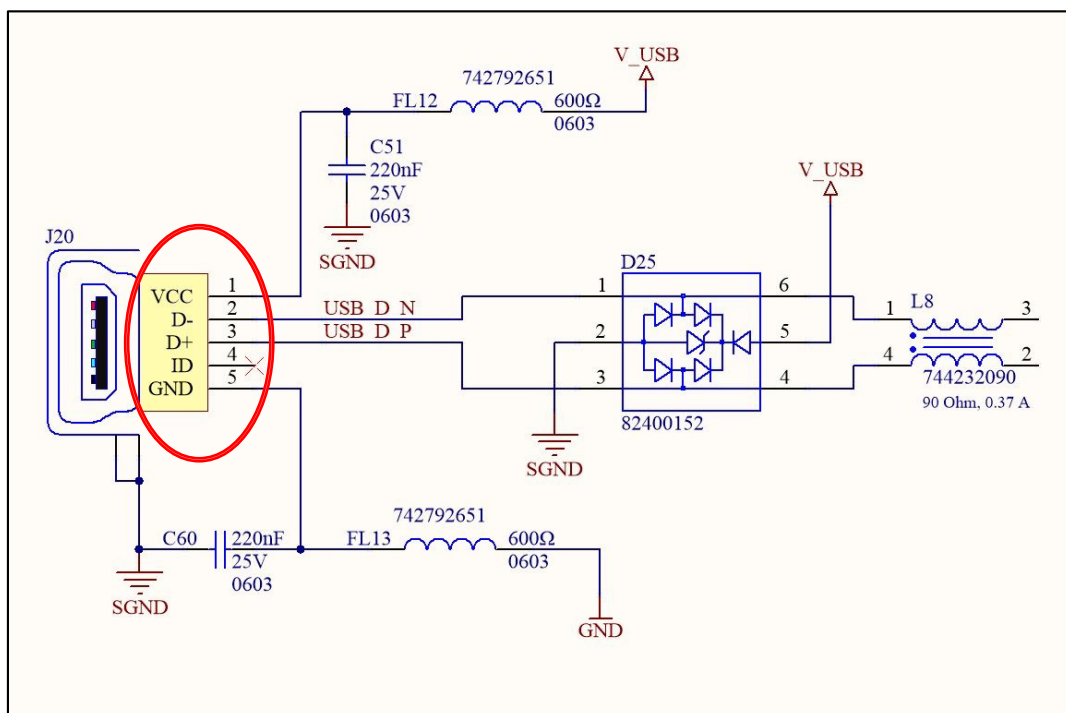 V_USB
742792651
FL12
600Ω
0603
C51
220nF
25V
0603
SGND
V_USB
J20
VCC 1
D- 2
D+ 3
ID 4
GND 5
USB_D_N
USB_D_P
D25
1
2
3
6
5
4
82400152
SGND
L8
1
3
4
2
744232090
90 Ohm, 0.37 A
C60
220nF
25V
0603
SGND
742792651
FL13
600Ω
0603
GND